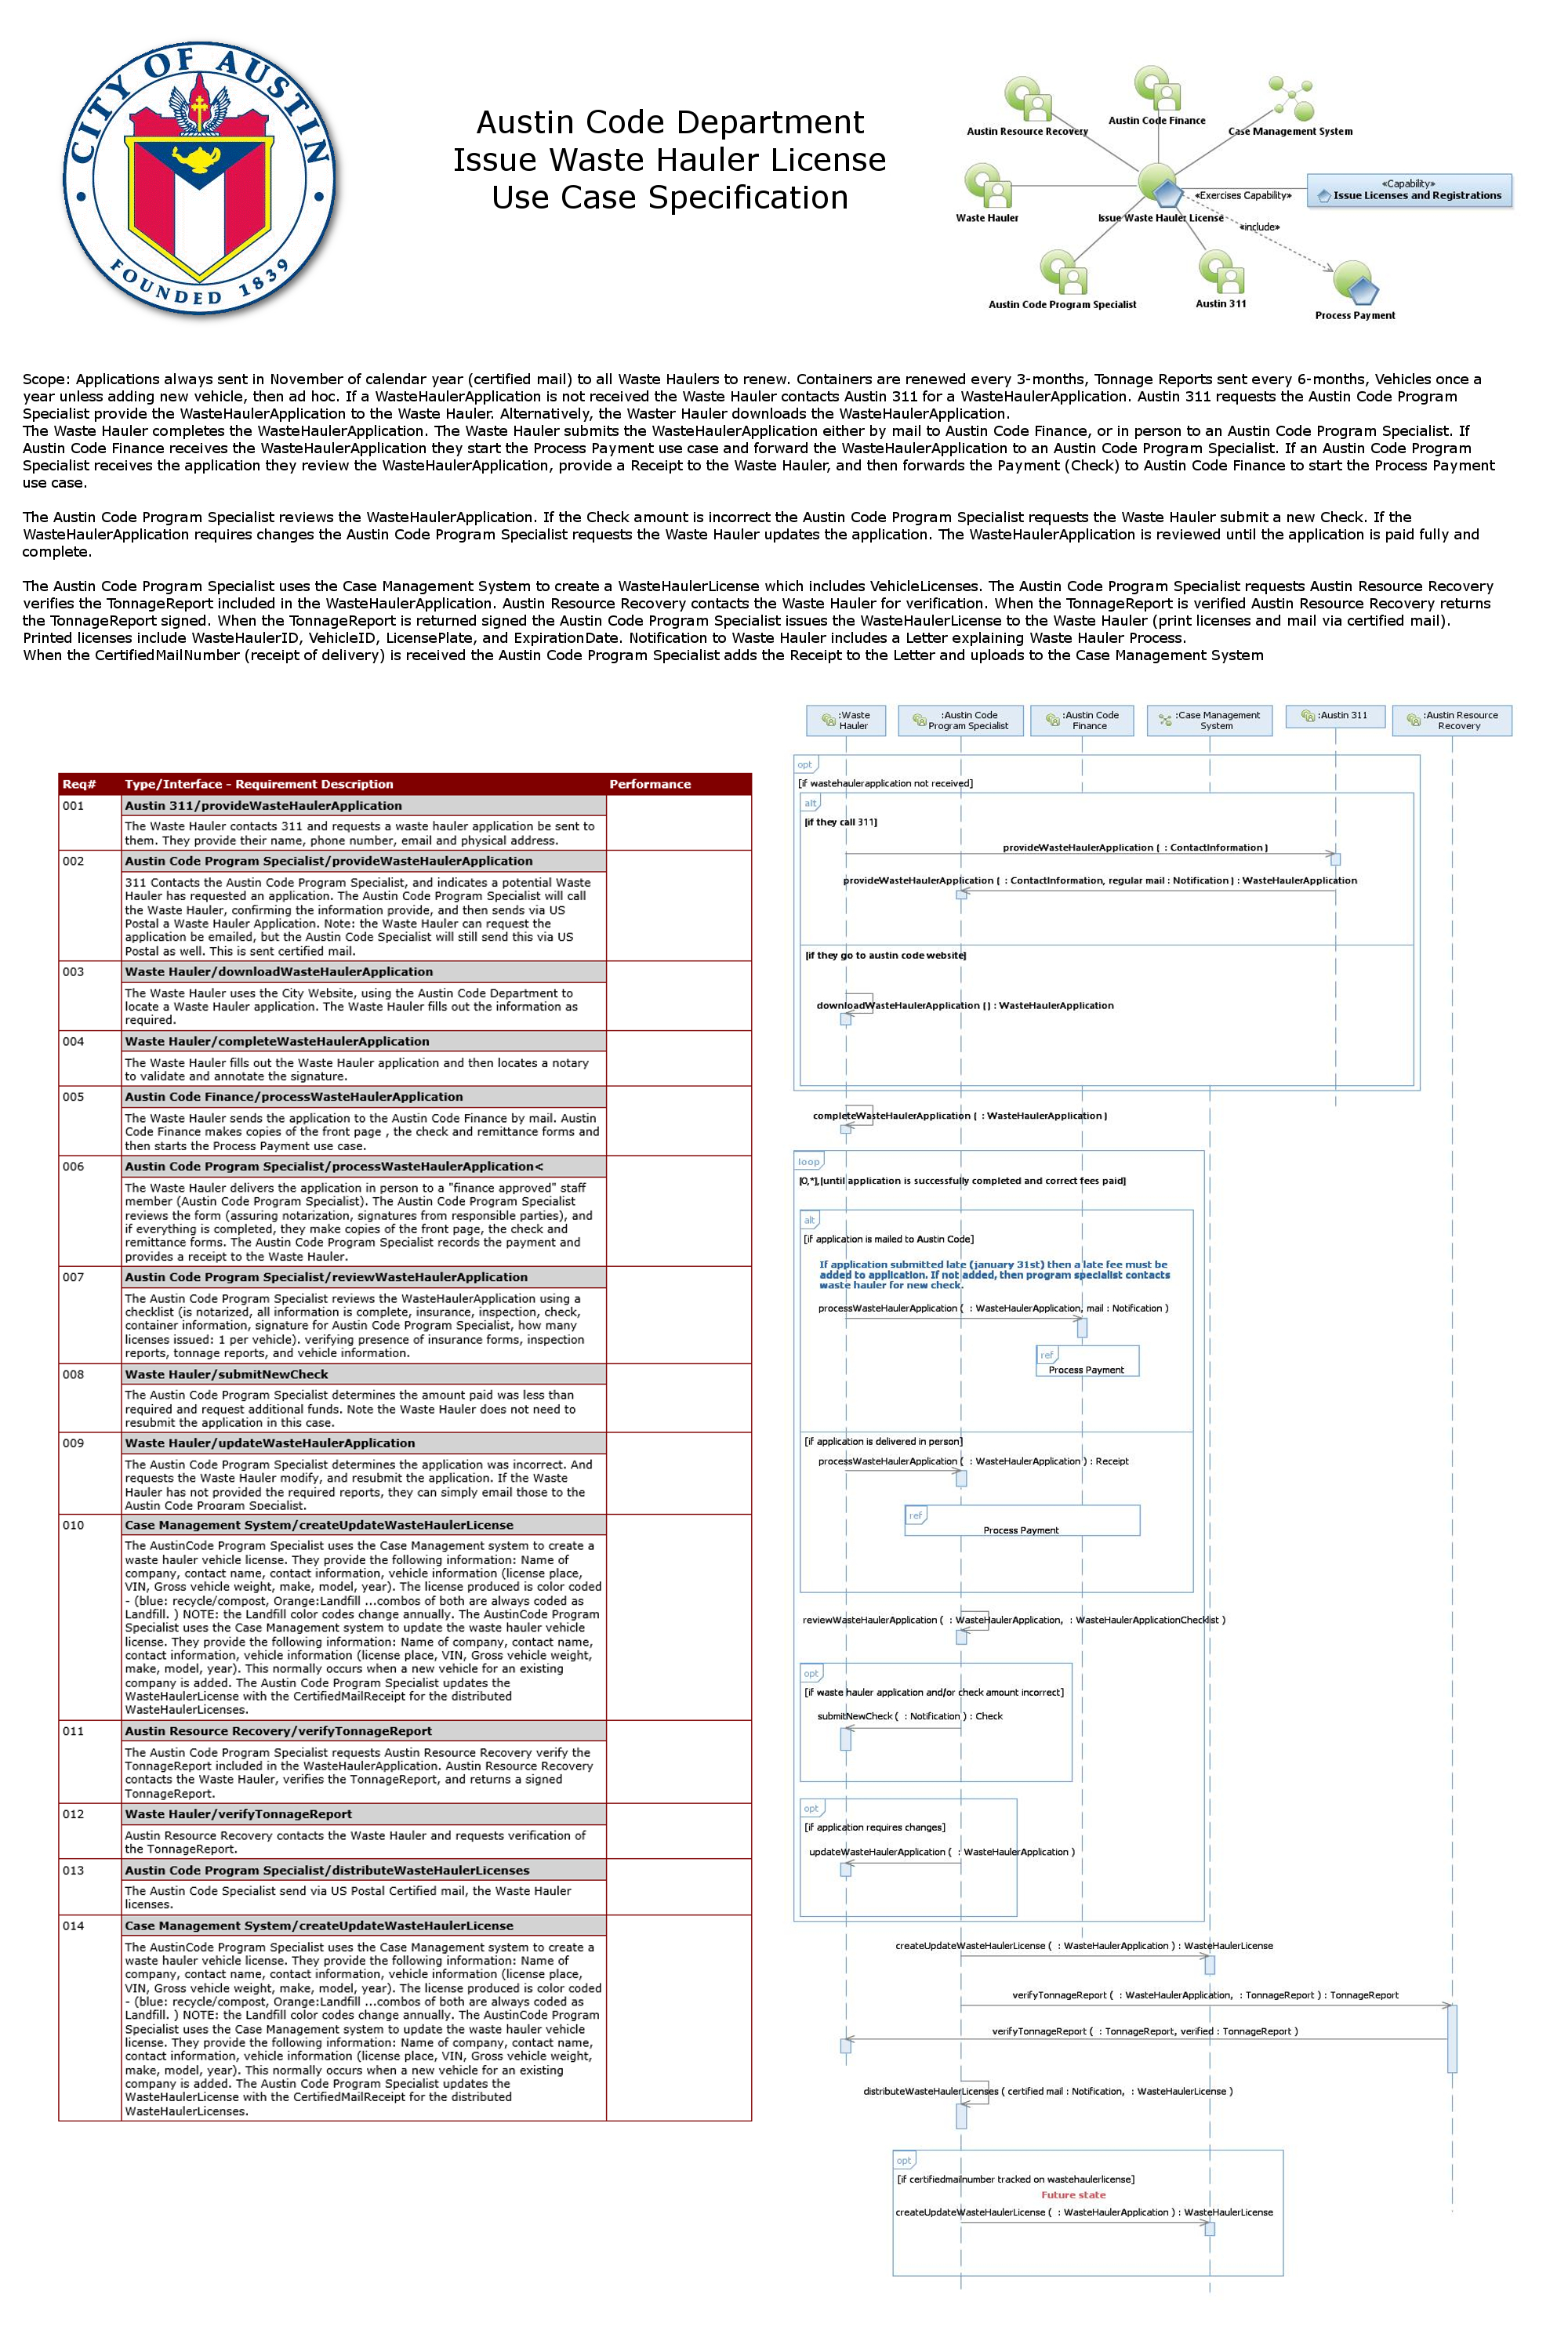 CITY OF AUSTIN
FOUNDED 1839
Austin Code Department
Issue Waste Hauler License
Use Case Specification
Austin Resource Recovery
Austin Code Finance
Case Management System
Waste Hauler
Issue Waste Hauler License
«Exercises Capability»
«Capability»
Issue Licenses and Registrations
«include»
Austin Code Program Specialist
Austin 311
Process Payment
Scope: Applications always sent in November of calendar year (certified mail) to all Waste Haulers to renew. Containers are renewed every 3-months, Tonnage Reports sent every 6-months, Vehicles once a
year unless adding new vehicle, then ad hoc. If a WasteHaulerApplication is not received the Waste Hauler contacts Austin 311 for a WasteHaulerApplication. Austin 311 requests the Austin Code Program
Specialist provide the WasteHaulerApplication to the Waste Hauler. Alternatively, the Waster Hauler downloads the WasteHaulerApplication.
The Waste Hauler completes the WasteHaulerApplication. The Waste Hauler submits the WasteHaulerApplication either by mail to Austin Code Finance, or in person to an Austin Code Program Specialist. If
Austin Code Finance receives the WasteHaulerApplication they start the Process Payment use case and forward the WasteHaulerApplication to an Austin Code Program Specialist. If an Austin Code Program
Specialist receives the application they review the WasteHaulerApplication, provide a Receipt to the Waste Hauler, and then forwards the Payment (Check) to Austin Code Finance to start the Process Payment
use case.
The Austin Code Program Specialist reviews the WasteHaulerApplication. If the Check amount is incorrect the Austin Code Program Specialist requests the Waste Hauler submit a new Check. If the
WasteHaulerApplication requires changes the Austin Code Program Specialist requests the Waste Hauler updates the application. The WasteHaulerApplication is reviewed until the application is paid fully and
complete.
The Austin Code Program Specialist uses the Case Management System to create a WasteHaulerLicense which includes VehicleLicenses. The Austin Code Program Specialist requests Austin Resource Recovery
verifies the TonnageReport included in the WasteHaulerApplication. Austin Resource Recovery contacts the Waste Hauler for verification. When the TonnageReport is verified Austin Resource Recovery returns
the TonnageReport signed. When the TonnageReport is returned signed the Austin Code Program Specialist issues the WasteHaulerLicense to the Waste Hauler (print licenses and mail via certified mail).
Printed licenses include WasteHaulerID, VehicleID, LicensePlate, and ExpirationDate. Notification to Waste Hauler includes a Letter explaining Waste Hauler Process.
When the CertifiedMailNumber (receipt of delivery) is received the Austin Code Program Specialist adds the Receipt to the Letter and uploads to the Case Management System
Req# Type/Interface - Requirement Description Performance
001 Austin 311/provideWasteHaulerApplication
The Waste Hauler contacts 311 and requests a waste hauler application be sent to
them. They provide their name, phone number, email and physical address.
002 Austin Code Program Specialist/provideWasteHaulerApplication
311 Contacts the Austin Code Program Specialist, and indicates a potential Waste
Hauler has requested an application. The Austin Code Program Specialist will call
the Waste Hauler, confirming the information provide, and then sends via US
Postal a Waste Hauler Application. Note: the Waste Hauler can request the
application be emailed, but the Austin Code Specialist will still send this via US
Postal as well. This is sent certified mail.
003 Waste Hauler/downloadWasteHaulerApplication
The Waste Hauler uses the City Website, using the Austin Code Department to
locate a Waste Hauler application. The Waste Hauler fills out the information as
required.
004 Waste Hauler/completeWasteHaulerApplication
The Waste Hauler fills out the Waste Hauler application and then locates a notary
to validate and annotate the signature.
005 Austin Code Finance/processWasteHaulerApplication
The Waste Hauler sends the application to the Austin Code Finance by mail. Austin
Code Finance makes copies of the front page , the check and remittance forms and
then starts the Process Payment use case.
006 Austin Code Program Specialist/processWasteHaulerApplication<
The Waste Hauler delivers the application in person to a "finance approved" staff
member (Austin Code Program Specialist). The Austin Code Program Specialist
reviews the form (assuring notarization, signatures from responsible parties), and
if everything is completed, they make copies of the front page, the check and
remittance forms. The Austin Code Program Specialist records the payment and
provides a receipt to the Waste Hauler.
007 Austin Code Program Specialist/reviewWasteHaulerApplication
The Austin Code Program Specialist reviews the WasteHaulerApplication using a
checklist (is notarized, all information is complete, insurance, inspection, check,
container information, signature for Austin Code Program Specialist, how many
licenses issued: 1 per vehicle). verifying presence of insurance forms, inspection
reports, tonnage reports, and vehicle information.
008 Waste Hauler/submitNewCheck
The Austin Code Program Specialist determines the amount paid was less than
required and request additional funds. Note the Waste Hauler does not need to
resubmit the application in this case.
009 Waste Hauler/updateWasteHaulerApplication
The Austin Code Program Specialist determines the application was incorrect. And
requests the Waste Hauler modify, and resubmit the application. If the Waste
Hauler has not provided the required reports, they can simply email those to the
Austin Code Program Specialist.
010 Case Management System/createUpdateWasteHaulerLicense
The AustinCode Program Specialist uses the Case Management system to create a
waste hauler vehicle license. They provide the following information: Name of
company, contact name, contact information, vehicle information (license place,
VIN, Gross vehicle weight, make, model, year). The license produced is color coded
- (blue: recycle/compost, Orange:Landfill ...combos of both are always coded as
Landfill. ) NOTE: the Landfill color codes change annually. The AustinCode Program
Specialist uses the Case Management system to update the waste hauler vehicle
license. They provide the following information: Name of company, contact name,
contact information, vehicle information (license place, VIN, Gross vehicle weight,
make, model, year). This normally occurs when a new vehicle for an existing
company is added. The Austin Code Program Specialist updates the
WasteHaulerLicense with the CertifiedMailReceipt for the distributed
WasteHaulerLicenses.
011 Austin Resource Recovery/verifyTonnageReport
The Austin Code Program Specialist requests Austin Resource Recovery verify the
TonnageReport included in the WasteHaulerApplication. Austin Resource Recovery
contacts the Waste Hauler, verifies the TonnageReport, and returns a signed
TonnageReport.
012 Waste Hauler/verifyTonnageReport
Austin Resource Recovery contacts the Waste Hauler and requests verification of
the TonnageReport.
013 Austin Code Program Specialist/distributeWasteHaulerLicenses
The Austin Code Specialist send via US Postal Certified mail, the Waste Hauler
licenses.
014 Case Management System/createUpdateWasteHaulerLicense
The AustinCode Program Specialist uses the Case Management system to create a
waste hauler vehicle license. They provide the following information: Name of
company, contact name, contact information, vehicle information (license place,
VIN, Gross vehicle weight, make, model, year). The license produced is color coded
- (blue: recycle/compost, Orange:Landfill ...combos of both are always coded as
Landfill. ) NOTE: the Landfill color codes change annually. The AustinCode Program
Specialist uses the Case Management system to update the waste hauler vehicle
license. They provide the following information: Name of company, contact name,
contact information, vehicle information (license place, VIN, Gross vehicle weight,
make, model, year). This normally occurs when a new vehicle for an existing
company is added. The Austin Code Program Specialist updates the
WasteHaulerLicense with the CertifiedMailReceipt for the distributed
WasteHaulerLicenses.
:Waste
Hauler
:Austin Code
Program Specialist
:Austin Code
Finance
:Case Management
System
:Austin 311
:Austin Resource
Recovery
opt
[if wastehaulerapplication not received]
alt
[if they call 311]
provideWasteHaulerApplication ( : ContactInformation )
provideWasteHaulerApplication ( : ContactInformation, regular mail : Notification ) : WasteHaulerApplication
[if they go to austin code website]
downloadWasteHaulerApplication () : WasteHaulerApplication
completeWasteHaulerApplication ( : WasteHaulerApplication )
loop
[0,*],[until application is successfully completed and correct fees paid]
alt
[if application is mailed to Austin Code]
If application submitted late (january 31st) then a late fee must be
added to application. If not added, then program specialist contacts
waste hauler for new check.
processWasteHaulerApplication ( : WasteHaulerApplication, mail : Notification )
ref
Process Payment
[if application is delivered in person]
processWasteHaulerApplication ( : WasteHaulerApplication ) : Receipt
ref
Process Payment
reviewWasteHaulerApplication ( : WasteHaulerApplication, : WasteHaulerApplicationChecklist )
opt
[if waste hauler application and/or check amount incorrect]
submitNewCheck ( : Notification ) : Check
opt
[if application requires changes]
updateWasteHaulerApplication ( : WasteHaulerApplication )
createUpdateWasteHaulerLicense ( : WasteHaulerApplication ) : WasteHaulerLicense
verifyTonnageReport ( : WasteHaulerApplication, : TonnageReport ) : TonnageReport
verifyTonnageReport ( : TonnageReport, verified : TonnageReport )
distributeWasteHaulerLicenses ( certified mail : Notification, : WasteHaulerLicense )
opt
[if certifiedmailnumber tracked on wastehaulerlicense]
Future state
createUpdateWasteHaulerLicense ( : WasteHaulerApplication ) : WasteHaulerLicense